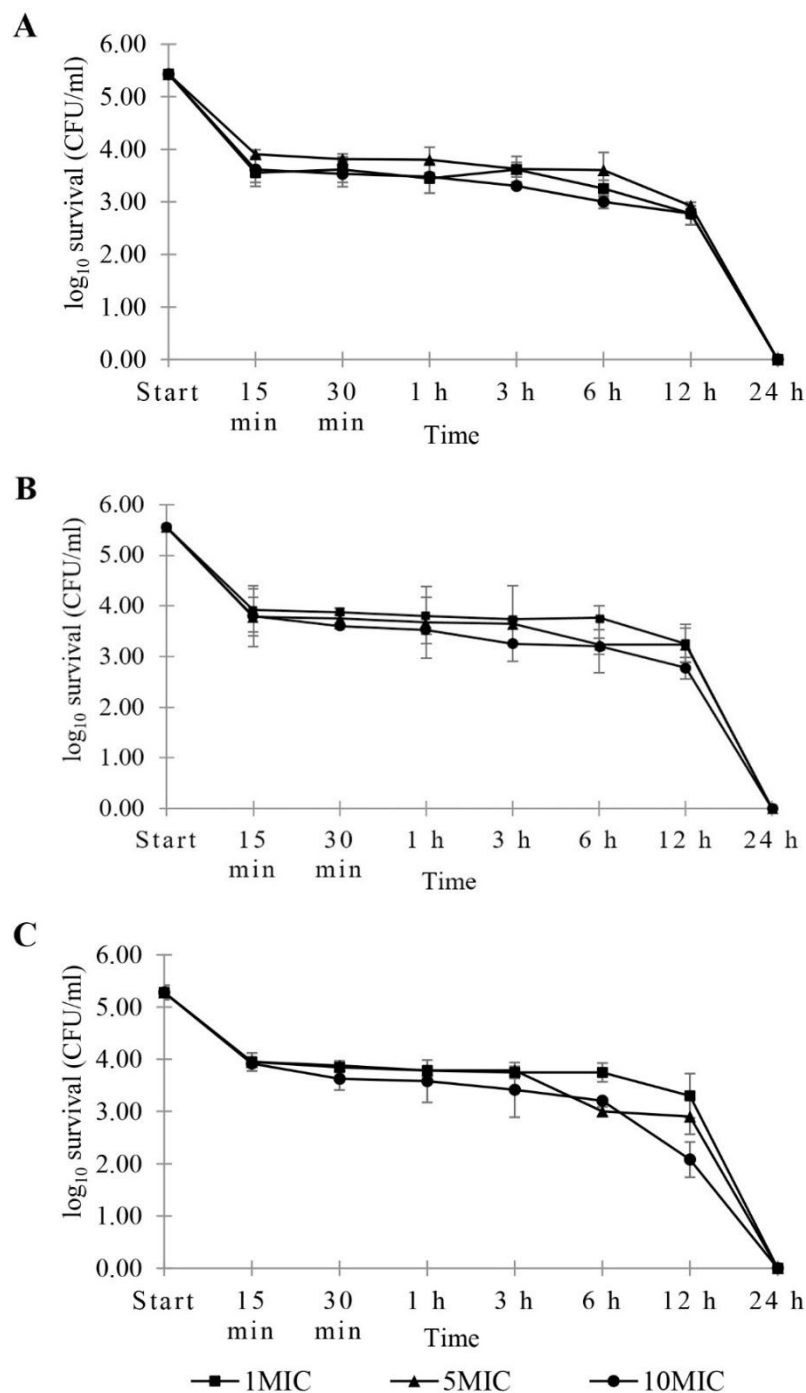 A
log10 survival (CFU/ml)
6.00
5.00
4.00
3.00
2.00
1.00
0.00
Start 15 min 30 min 1 h 3 h 6 h 12 h 24 h
Time
B
log10 survival (CFU/ml)
6.00
5.00
4.00
3.00
2.00
1.00
0.00
Start 15 min 30 min 1 h 3 h 6 h 12 h 24 h
Time
C
log10 survival (CFU/ml)
6.00
5.00
4.00
3.00
2.00
1.00
0.00
Start 15 min 30 min 1 h 3 h 6 h 12 h 24 h
Time
1MIC 5MIC 10MIC